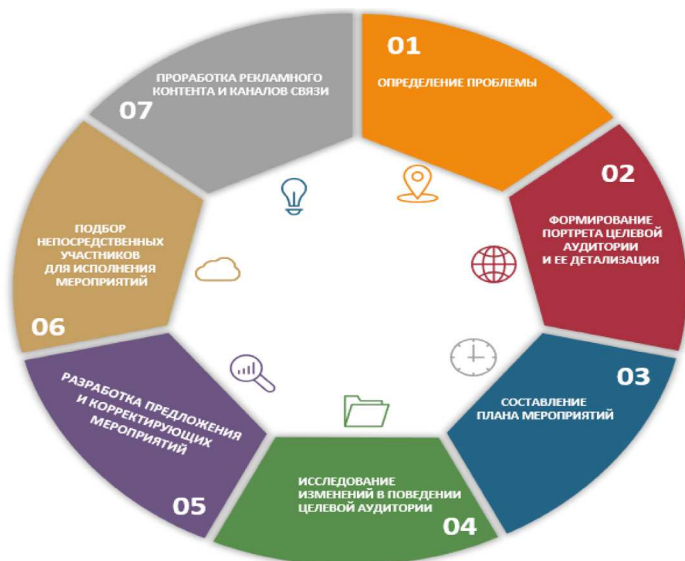 01
ОПРЕДЕЛЕНИЕ ПРОБЛЕМЫ
02
ФОРМИРОВАНИЕ
ПОРТРЕТА ЦЕЛЕВОЙ
АУДИТОРИИ
И ЕЕ ДЕТАЛИЗАЦИЯ
03
СОСТАВЛЕНИЕ
ПЛАНА МЕРОПРИЯТИЙ
ИССЛЕДОВАНИЕ
ИЗМЕНЕНИЙ В ПОВЕДЕНИИ
ЦЕЛЕВОЙ АУДИТОРИИ
04
РАЗРАБОТКА ПРЕДЛОЖЕНИЯ
И КОРРЕКТИРУЮЩИХ
МЕРОПРИЯТИЙ
05
ПОДБОР
НЕПОСРЕДСТВЕННЫХ
УЧАСТНИКОВ
ДЛЯ ИСПОЛНЕНИЯ
МЕРОПРИЯТИЙ
06
ПРОРАБОТКА РЕКЛАМНОГО
КОНТЕНТА И КАНАЛОВ СВЯЗИ
07